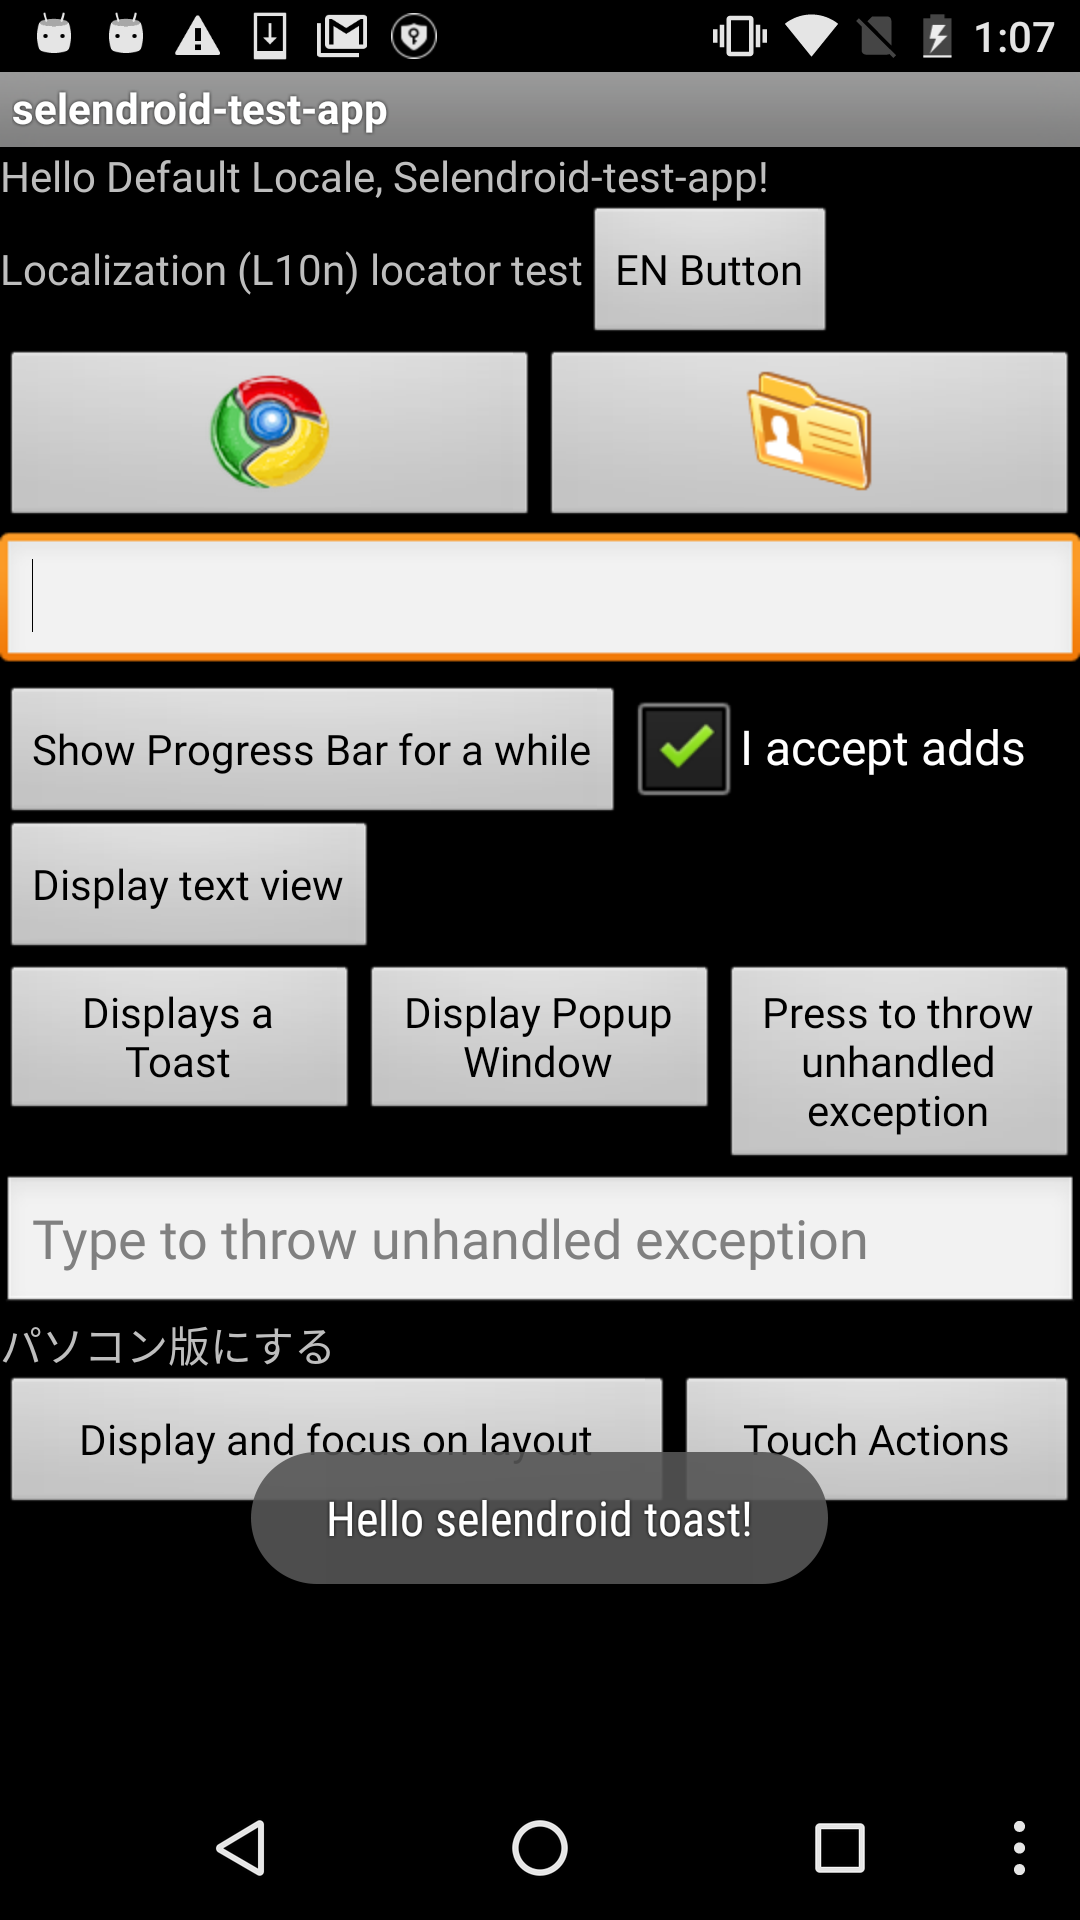 1:07
selendroid-test-app
Hello Default Locale, Selendroid-test-app!
Localization (L10n) locator test
EN Button
Show Progress Bar for a while
I accept adds
Display text view
Displays a
Toast
Display Popup
Window
Press to throw
unhandled
exception
Type to throw unhandled exception
パソコン版にする
Display and focus on layout
Touch Actions
Hello selendroid toast!